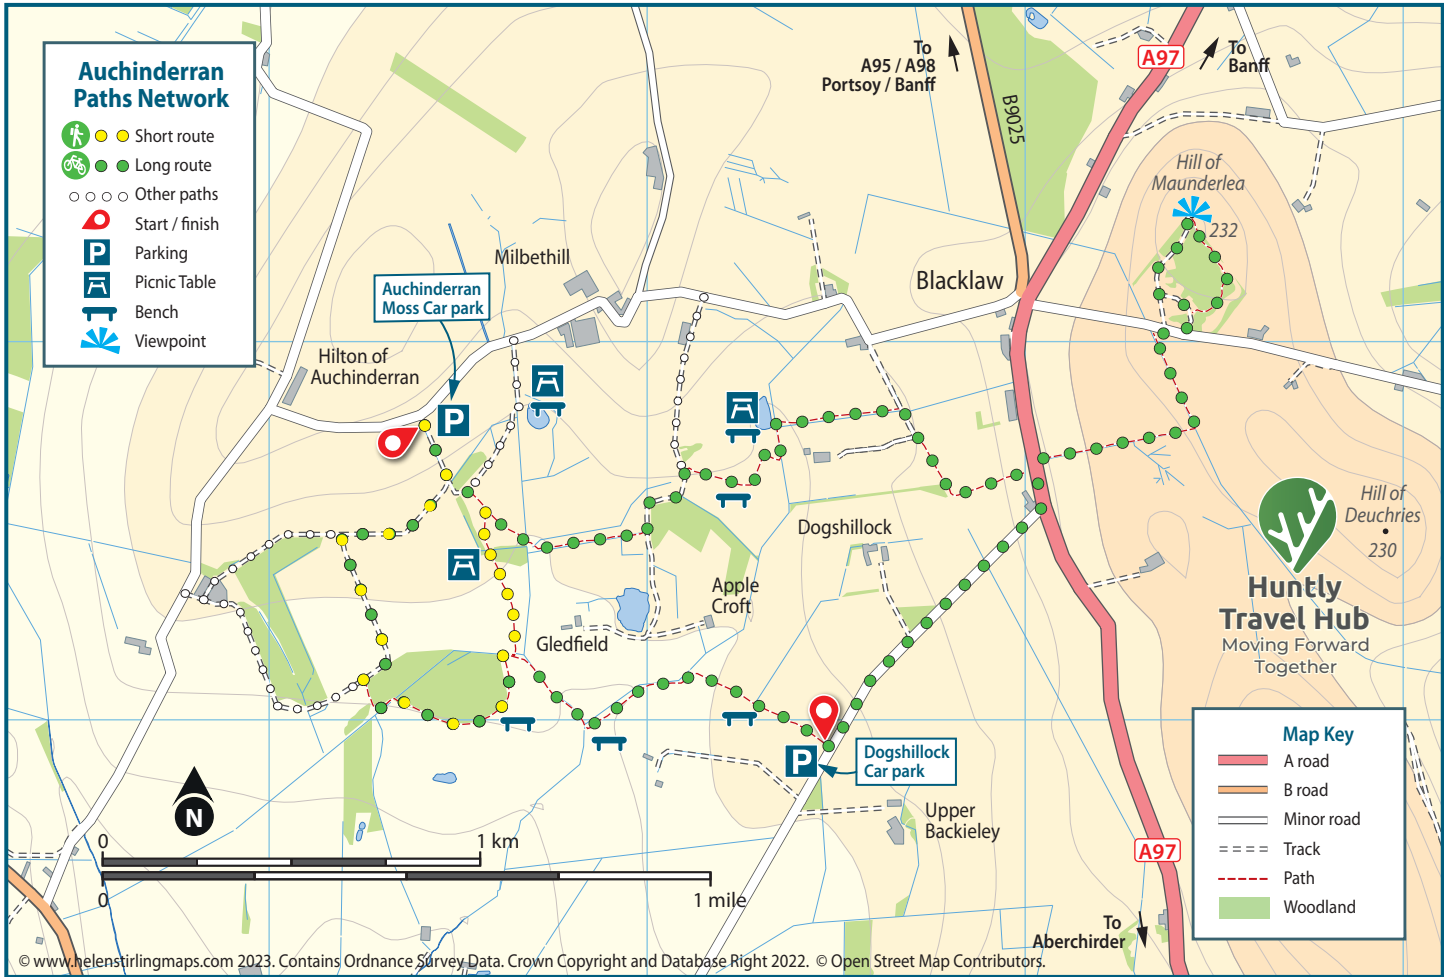 Auchinderran
Paths Network
Short route
Long route
Other paths
Start / finish
P Parking
Picnic Table
Bench
Viewpoint
To
A95 / A98
Portsoy / Banff
B9025
A97
To
Banff
Hill of
Maunderlea
232
Milbethill
Blacklaw
Auchinderran
Moss Car park
Hilton of
Auchinderran
P
Dogshillock
Hill of
Deuchries
230
Apple
Croft
Gledfield
Huntly
Travel Hub
Moving Forward
Together
P
Dogshillock
Car park
Upper
Backieley
N
0 1 km
0 1 mile
A97
To
Aberchirder
Map Key
A road
B road
Minor road
Track
Path
Woodland
© www.helenstirlingmaps.com 2023. Contains Ordnance Survey Data. Crown Copyright and Database Right 2022. © Open Street Map Contributors.